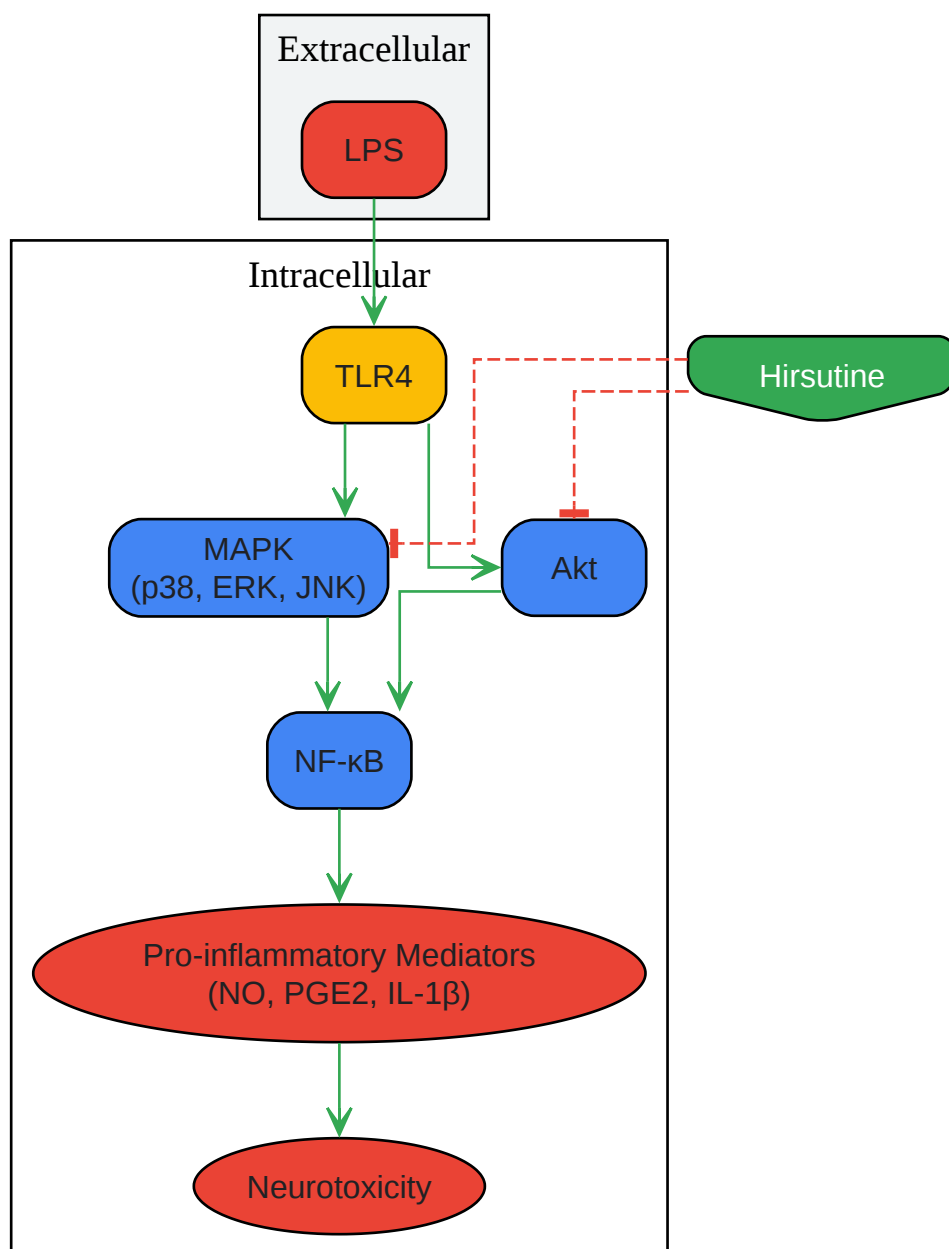 Extracellular
LPS
Intracellular
TLR4
Hirsutine
MAPK
(p38, ERK, JNK)
Akt
NF-κB
Pro-inflammatory Mediators
(NO, PGE2, IL-1β)
Neurotoxicity